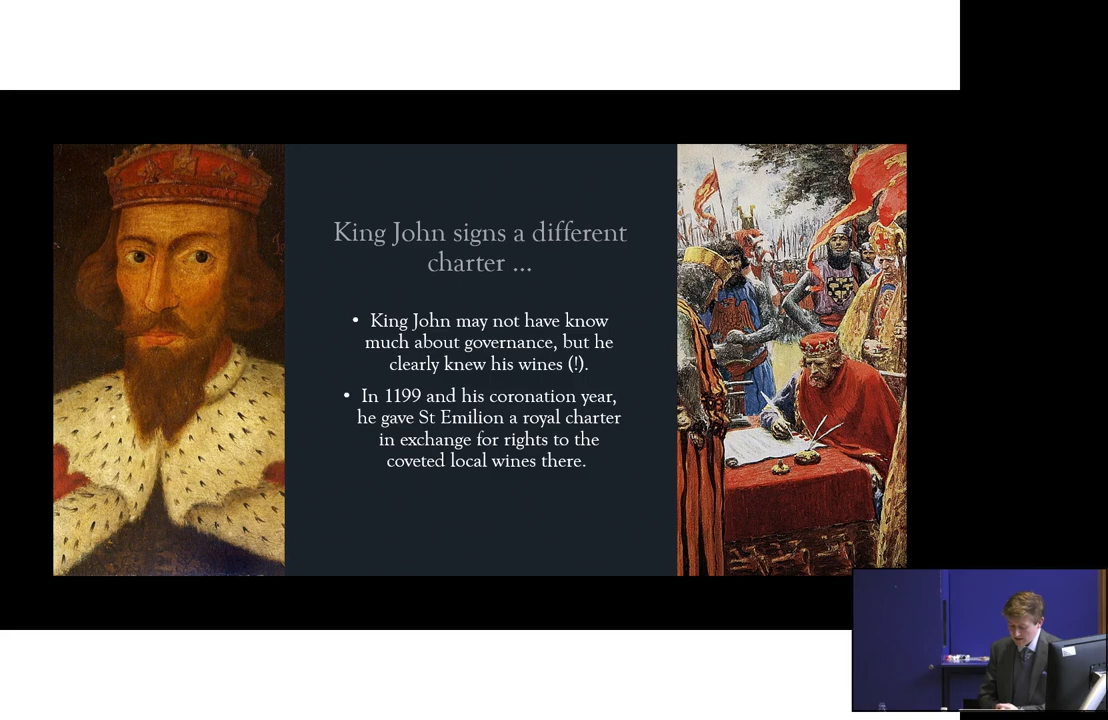 King John signs a different
charter ...
• King John may not have know
much about governance, but he
clearly knew his wines (!).
• In 1199 and his coronation year,
he gave St Emilion a royal charter
in exchange for rights to the
coveted local wines there.